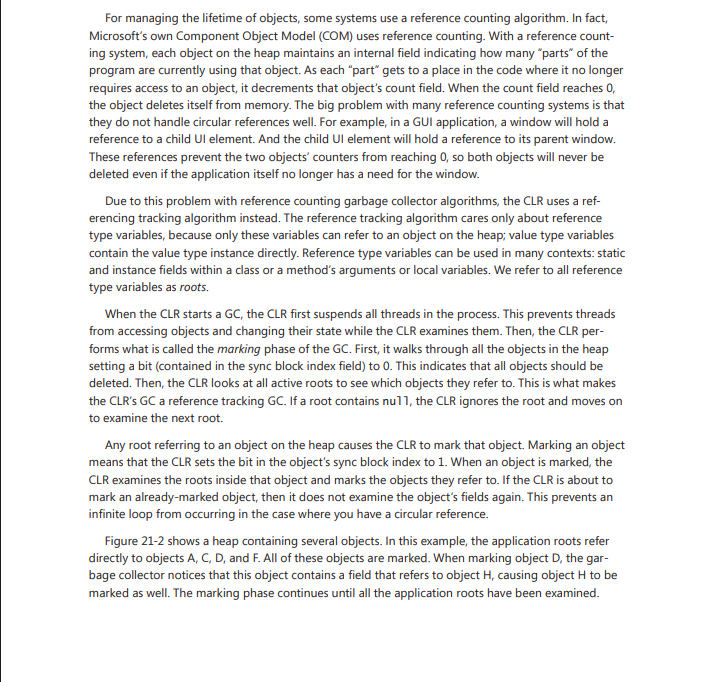 For managing the lifetime of objects, some systems use a reference counting algorithm. In fact,
Microsoft's own Component Object Model (COM) uses reference counting. With a reference count-
ing system, each object on the heap maintains an internal field indicating how many "parts" of the
program are currently using that object. As each "part" gets to a place in the code where it no longer
requires access to an object, it decrements that object's count field. When the count field reaches 0,
the object deletes itself from memory. The big problem with many reference counting systems is that
they do not handle circular references well. For example, in a GUI application, a window will hold a
reference to a child UI element. And the child UI element will hold a reference to its parent window.
These references prevent the two objects' counters from reaching 0, so both objects will never be
deleted even if the application itself no longer has a need for the window.
Due to this problem with reference counting garbage collector algorithms, the CLR uses a ref-
erencing tracking algorithm instead. The reference tracking algorithm cares only about reference
type variables, because only these variables can refer to an object on the heap; value type variables
contain the value type instance directly. Reference type variables can be used in many contexts: static
and instance fields within a class or a method's arguments or local variables. We refer to all reference
type variables as roots.
When the CLR starts a GC, the CLR first suspends all threads in the process. This prevents threads
from accessing objects and changing their state while the CLR examines them. Then, the CLR per-
forms what is called the marking phase of the GC. First, it walks through all the objects in the heap
setting a bit (contained in the sync block index field) to 0. This indicates that all objects should be
deleted. Then, the CLR looks at all active roots to see which objects they refer to. This is what makes
the CLR's GC a reference tracking GC. If a root contains null, the CLR ignores the root and moves on
to examine the next root.
Any root referring to an object on the heap causes the CLR to mark that object. Marking an object
means that the CLR sets the bit in the object's sync block index to 1. When an object is marked, the
CLR examines the roots inside that object and marks the objects they refer to. If the CLR is about to
mark an already-marked object, then it does not examine the object's fields again. This prevents an
infinite loop from occurring in the case where you have a circular reference.
Figure 21-2 shows a heap containing several objects. In this example, the application roots refer
directly to objects A, C, D, and F. All of these objects are marked. When marking object D, the gar-
bage collector notices that this object contains a field that refers to object H, causing object H to be
marked as well. The marking phase continues until all the application roots have been examined.